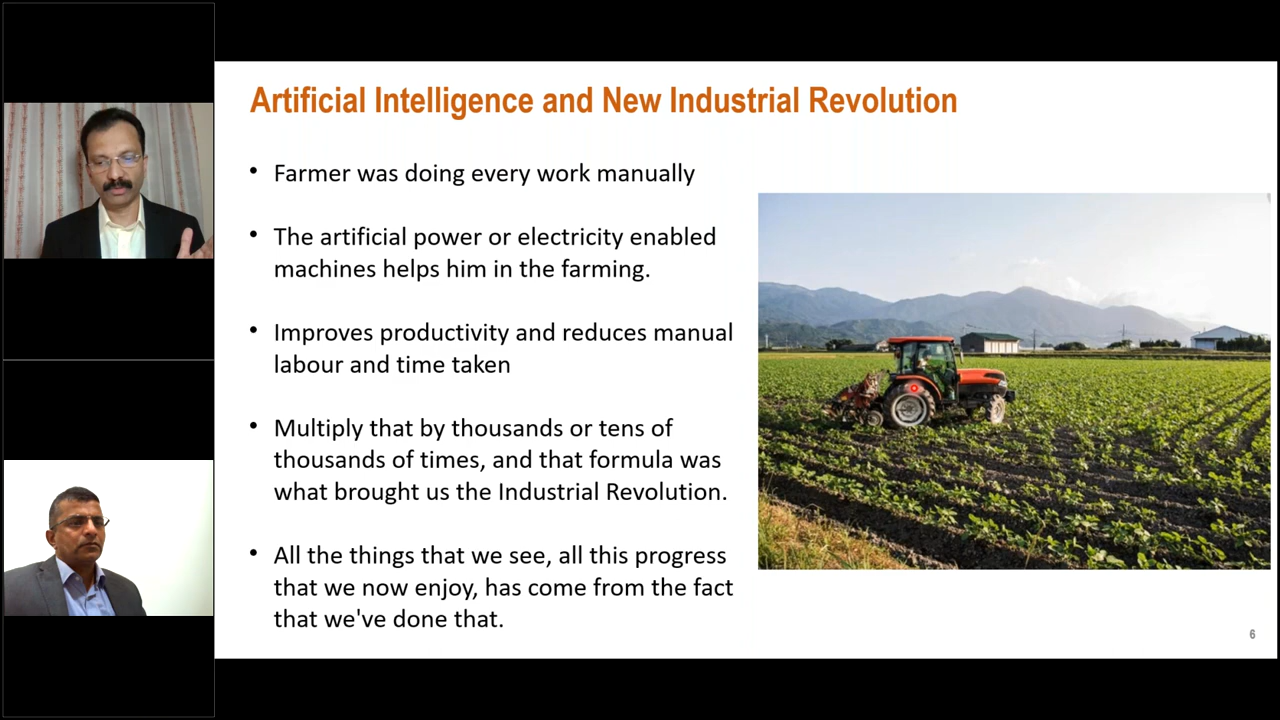 Artificial Intelligence and New Industrial Revolution
• Farmer was doing every work manually
• The artificial power or electricity enabled
machines helps him in the farming.
• Improves productivity and reduces manual
labour and time taken
• Multiply that by thousands or tens of
thousands of times, and that formula was
what brought us the Industrial Revolution.
• All the things that we see, all this progress
that we now enjoy, has come from the fact
that we've done that.
6